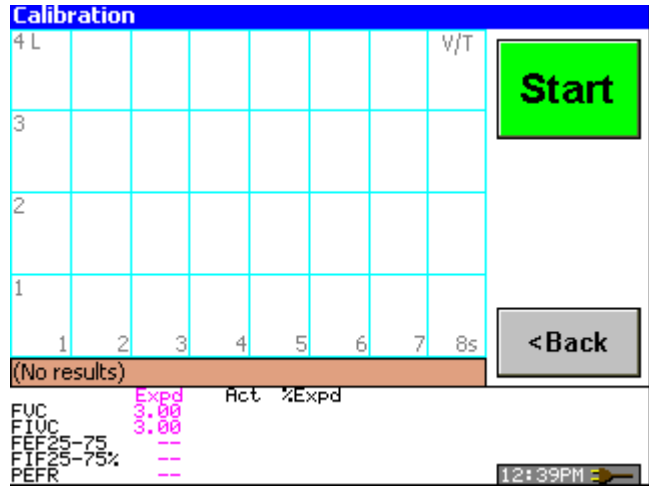 Calibration
4 L V/T
Start
3
2
1
1 2 3 4 5 6 7 8s
<Back
(No results)
Expd Act %Expd
FVC 3.00
FIVC 3.00
FEF25-75 --
FIF25-75% --
PEFR --
12:39PM